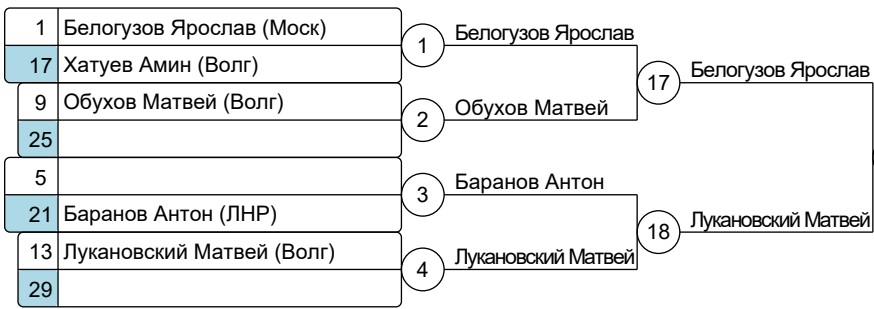 1 Белогузов Ярослав (Моск)
17 Хатуев Амин (Волг)
9 Обухов Матвей (Волг)
25
5
21 Баранов Антон (ЛНР)
13 Лукановский Матвей (Волг)
29
1 Белогузов Ярослав
2 Обухов Матвей
3 Баранов Антон
4 Лукановский Матвей
17 Белогузов Ярослав
18 Лукановский Матвей